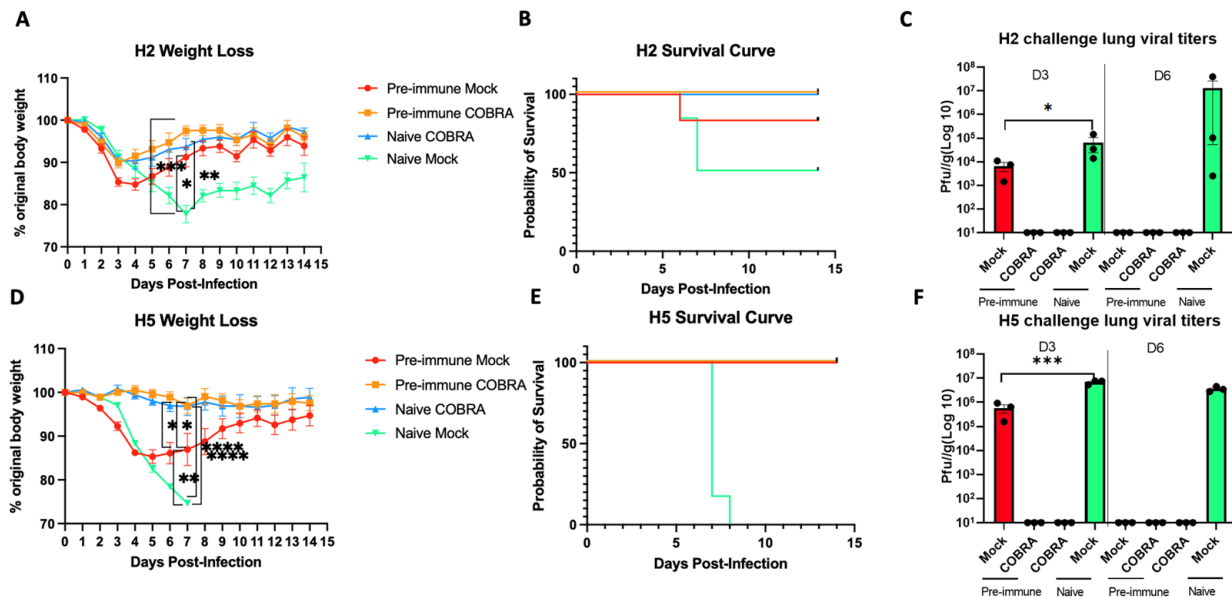 A
H2 Weight Loss
% original body weight
110
100
90
80
70
***
*
**
0 1 2 3 4 5 6 7 8 9 10 11 12 13 14 15
Days Post-Infection
Pre-immune Mock
Pre-immune COBRA
Naive COBRA
Naive Mock
B
H2 Survival Curve
Probability of Survival
100
50
0
0 5 10 15
Days Post-Infection
C
H2 challenge lung viral titers
D3 D6
Pfu/g(Log 10)
10⁸
10⁷
10⁶
10⁵
10⁴
10³
10²
10¹
*
Mock COBRA COBRA Mock Mock COBRA COBRA Mock
Pre-immune Naive Pre-immune Naive
D
H5 Weight Loss
% original body weight
110
100
90
80
70
* *
****
****
**
0 1 2 3 4 5 6 7 8 9 10 11 12 13 14 15
Days Post-Infection
Pre-immune Mock
Pre-immune COBRA
Naive COBRA
Naive Mock
E
H5 Survival Curve
Probability of Survival
100
50
0
0 5 10 15
Days Post-Infection
F
H5 challenge lung viral titers
D3 D6
Pfu//g(Log 10)
10⁸
10⁷
10⁶
10⁵
10⁴
10³
10²
10¹
***
Mock COBRA COBRA Mock Mock COBRA COBRA Mock
Pre-immune Naive Pre-immune Naive